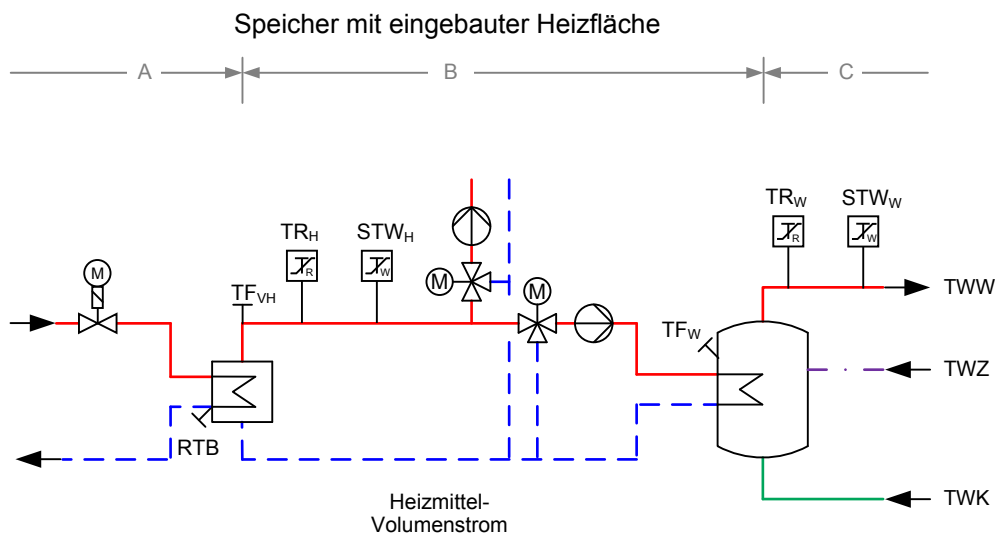 Speicher mit eingebauter Heizfläche
A
B
C
TRH
STWH
TRW
STWW
R
W
R
W
M
M
M
TFVH
TFW
TWW
TWZ
RTB
TWK
Heizmittel-
Volumenstrom